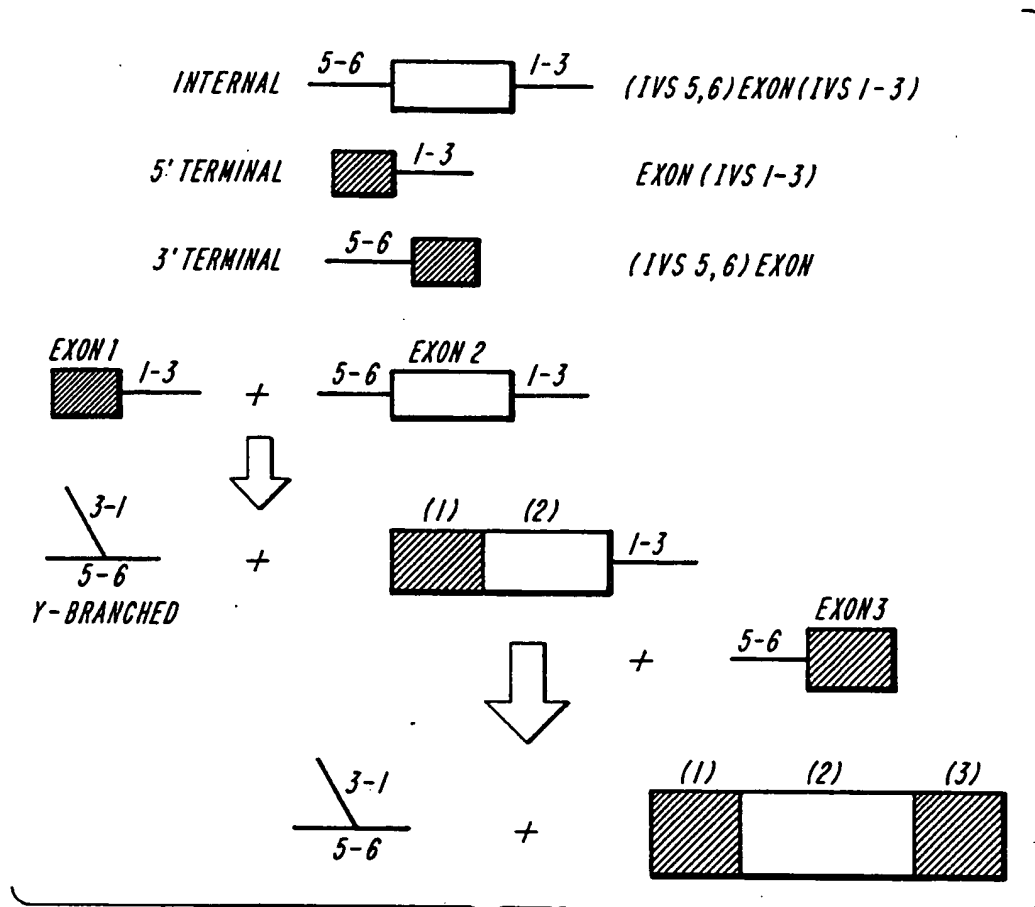 INTERNAL 5-6 1-3 (IVS 5,6) EXON (IVS 1-3)
5' TERMINAL 1-3 EXON (IVS 1-3)
3' TERMINAL 5-6 (IVS 5,6) EXON
EXON 1 1-3 + 5-6 EXON 2 1-3
3-1
5-6
Y-BRANCHED
+
(1) (2) 1-3
+
5-6 EXON 3
3-1
5-6
+
(1) (2) (3)